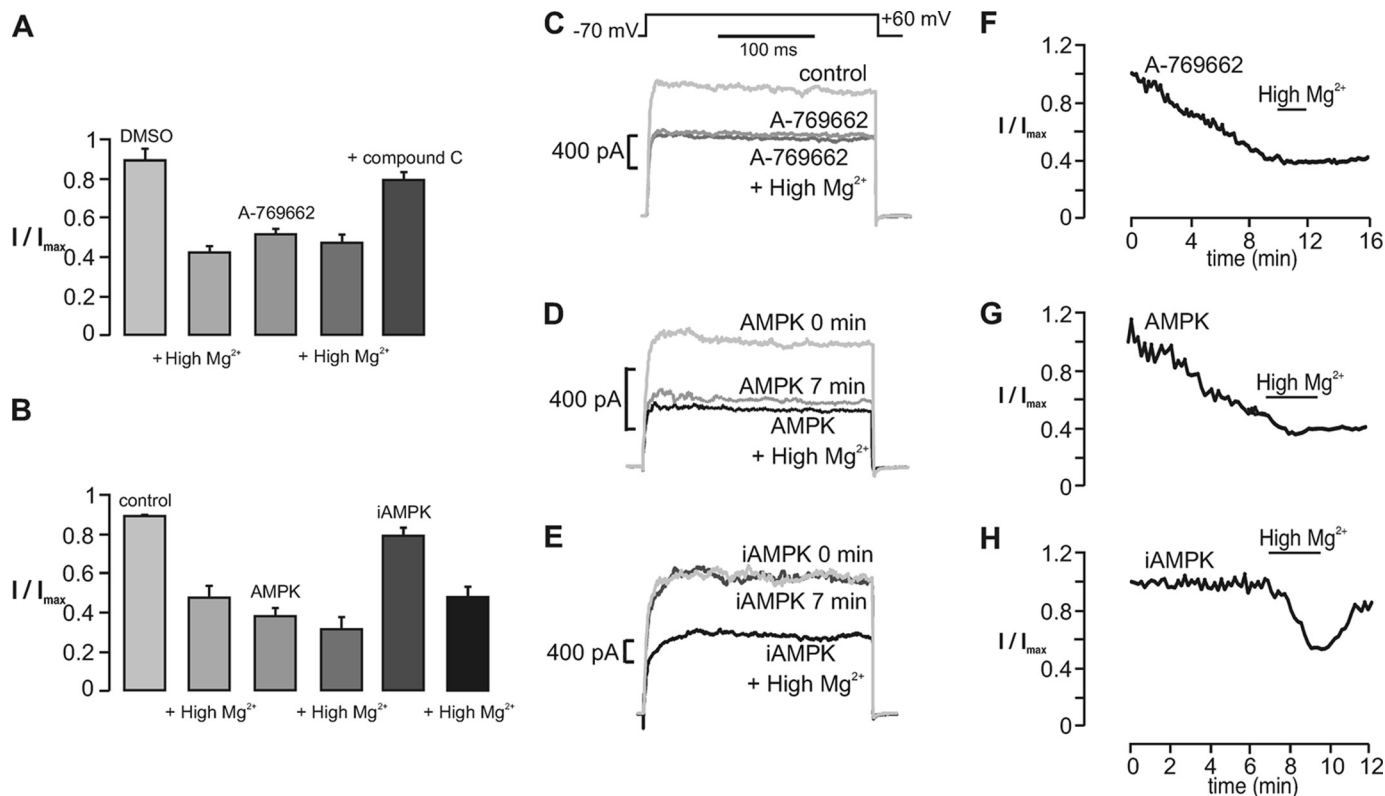 A
1
DMSO
+ compound C
0.8
A-769662
0.6
I / Imax
0.4
0.2
0
+ High Mg2+
+ High Mg2+
B
1
control
iAMPK
0.8
0.6
I / Imax
AMPK
0.4
0.2
0
+ High Mg2+
+ High Mg2+
+ High Mg2+
C
-70 mV
+60 mV
100 ms
control
A-769662
400 pA
A-769662
+ High Mg2+
D
AMPK 0 min
AMPK 7 min
400 pA
AMPK
+ High Mg2+
E
iAMPK 0 min
iAMPK 7 min
400 pA
iAMPK
+ High Mg2+
F
1.2
A-769662
High Mg2+
I / Imax
0.8
0.4
0
0 4 8 12 16
time (min)
G
1.2
AMPK
High Mg2+
I / Imax
0.8
0.4
0
H
High Mg2+
1.2
iAMPK
0.8
I / Imax
0.4
0
0 2 4 6 8 10 12
time (min)